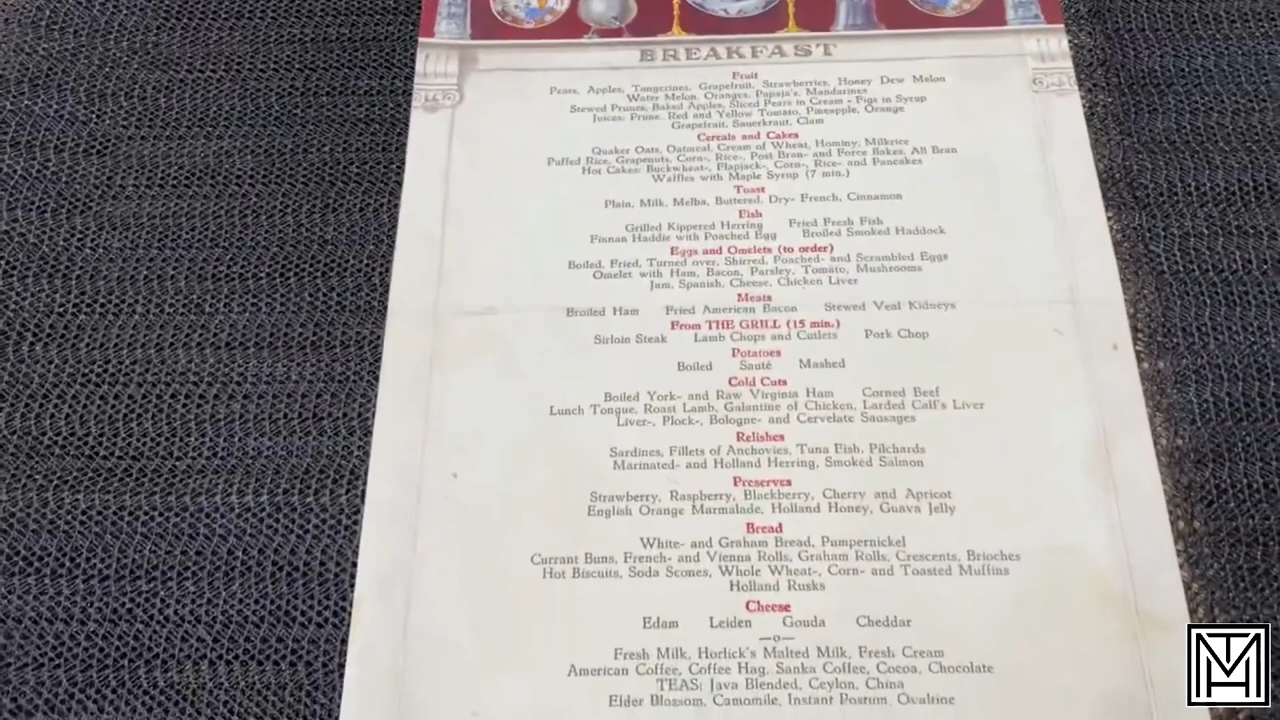 BREAKFAST
Fruit
Pears, Apples, Tangerines, Grapefruit, Strawberries, Honey Dew Melon
Water Melon, Oranges, Papaja's, Mandarines
Stewed Prunes, Baked Apples, Sliced Pears in Cream - Figs in Syrup
Juices: Prune, Red and Yellow Tomato, Pineapple, Orange
Grapefruit, Sauerkraut, Clam
Cereals and Cakes
Quaker Oats, Oatmeal, Cream of Wheat, Hominy, Milkrice
Puffed Rice, Grapenuts, Corn-, Rice-, Post Bran- and Force flakes, All Bran
Hot Cakes: Buckwheat-, Flapjack-, Corn-, Rice- and Pancakes
Waffles with Maple Syrup (7 min.)
Toast
Plain, Milk, Melba, Buttered, Dry- French, Cinnamon
Fish
Grilled Kippered Herring Fried Fresh Fish
Finnan Haddie with Poached Egg Broiled Smoked Haddock
Eggs and Omelets (to order)
Boiled, Fried, Turned over, Shirred, Poached- and Scrambled Eggs
Omelet with Ham, Bacon, Parsley, Tomato, Mushrooms
Jam, Spanish, Cheese, Chicken Liver
Meats
Broiled Ham Fried American Bacon Stewed Veal Kidneys
From THE GRILL (15 min.)
Sirloin Steak Lamb Chops and Cutlets Pork Chop
Potatoes
Boiled Sauté Mashed
Cold Cuts
Boiled York- and Raw Virginia Ham Corned Beef
Lunch Tongue, Roast Lamb, Galantine of Chicken, Larded Calf's Liver
Liver-, Plock-, Bologne- and Cervelate Sausages
Relishes
Sardines, Fillets of Anchovies, Tuna Fish, Pilchards
Marinated- and Holland Herring, Smoked Salmon
Preserves
Strawberry, Raspberry, Blackberry, Cherry and Apricot
English Orange Marmalade, Holland Honey, Guava Jelly
Bread
White- and Graham Bread, Pumpernickel
Currant Buns, French- and Vienna Rolls, Graham Rolls, Crescents, Brioches
Hot Biscuits, Soda Scones, Whole Wheat-, Corn- and Toasted Muffins
Holland Rusks
Cheese
Edam Leiden Gouda Cheddar
—o—
Fresh Milk, Horlick's Malted Milk, Fresh Cream
American Coffee, Coffee Hag, Sanka Coffee, Cocoa, Chocolate
TEAS: Java Blended, Ceylon, China
Elder Blossom, Camomile, Instant Postum, Ovaltine